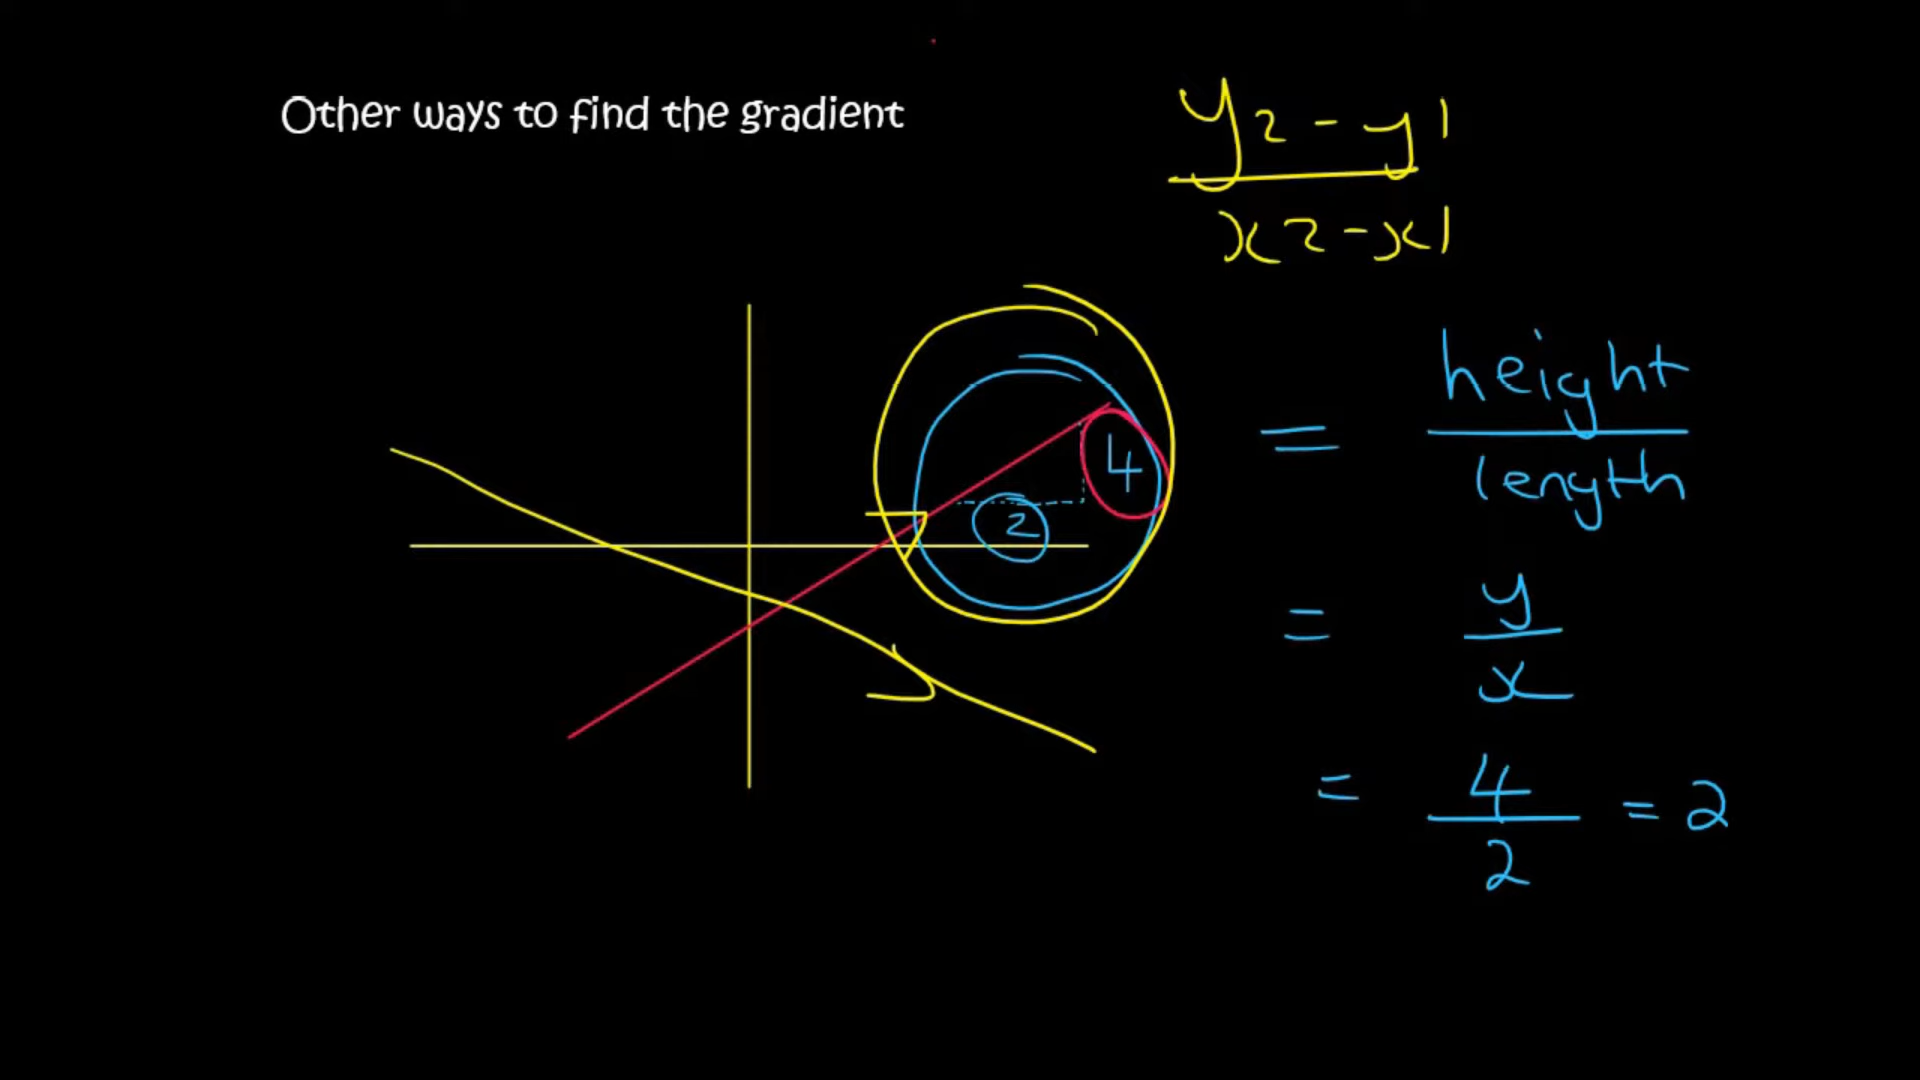 Other ways to find the gradient
y2 - y1
x2 - x1
= height
length
4
2
= y
x
= 4 = 2
2